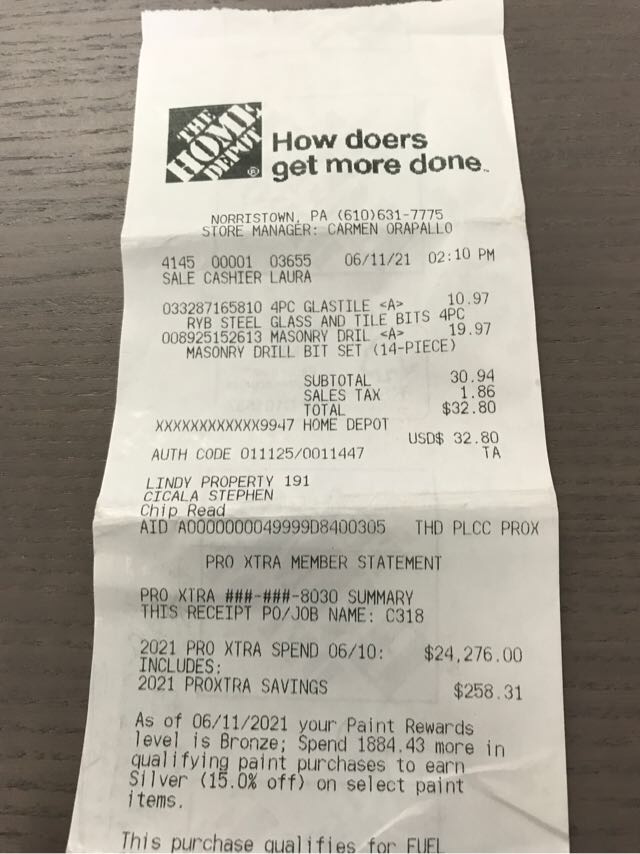 THE
HOME
DEPOT
®
How doers
get more done™
NORRISTOWN, PA (610)631-7775
STORE MANAGER: CARMEN ORAPALLO
4145 00001 03655 06/11/21 02:10 PM
SALE CASHIER LAURA
033287165810 4PC GLASTILE <A> 10.97
RYB STEEL GLASS AND TILE BITS 4PC
008925152613 MASONRY DRIL <A> 19.97
MASONRY DRILL BIT SET (14-PIECE)
SUBTOTAL 30.94
SALES TAX 1.86
TOTAL $32.80
XXXXXXXXXXXX9947 HOME DEPOT
USD$ 32.80
AUTH CODE 011125/0011447 TA
LINDY PROPERTY 191
CICALA STEPHEN
Chip Read
AID A0000000049999D8400305 THD PLCC PROX
PRO XTRA MEMBER STATEMENT
PRO XTRA ###-###-8030 SUMMARY
THIS RECEIPT PO/JOB NAME: C318
2021 PRO XTRA SPEND 06/10: $24,276.00
INCLUDES:
2021 PROXTRA SAVINGS $258.31
As of 06/11/2021 your Paint Rewards
level is Bronze; Spend 1884.43 more in
qualifying paint purchases to earn
Silver (15.0% off) on select paint
items.
This purchase qualifies for FUEL